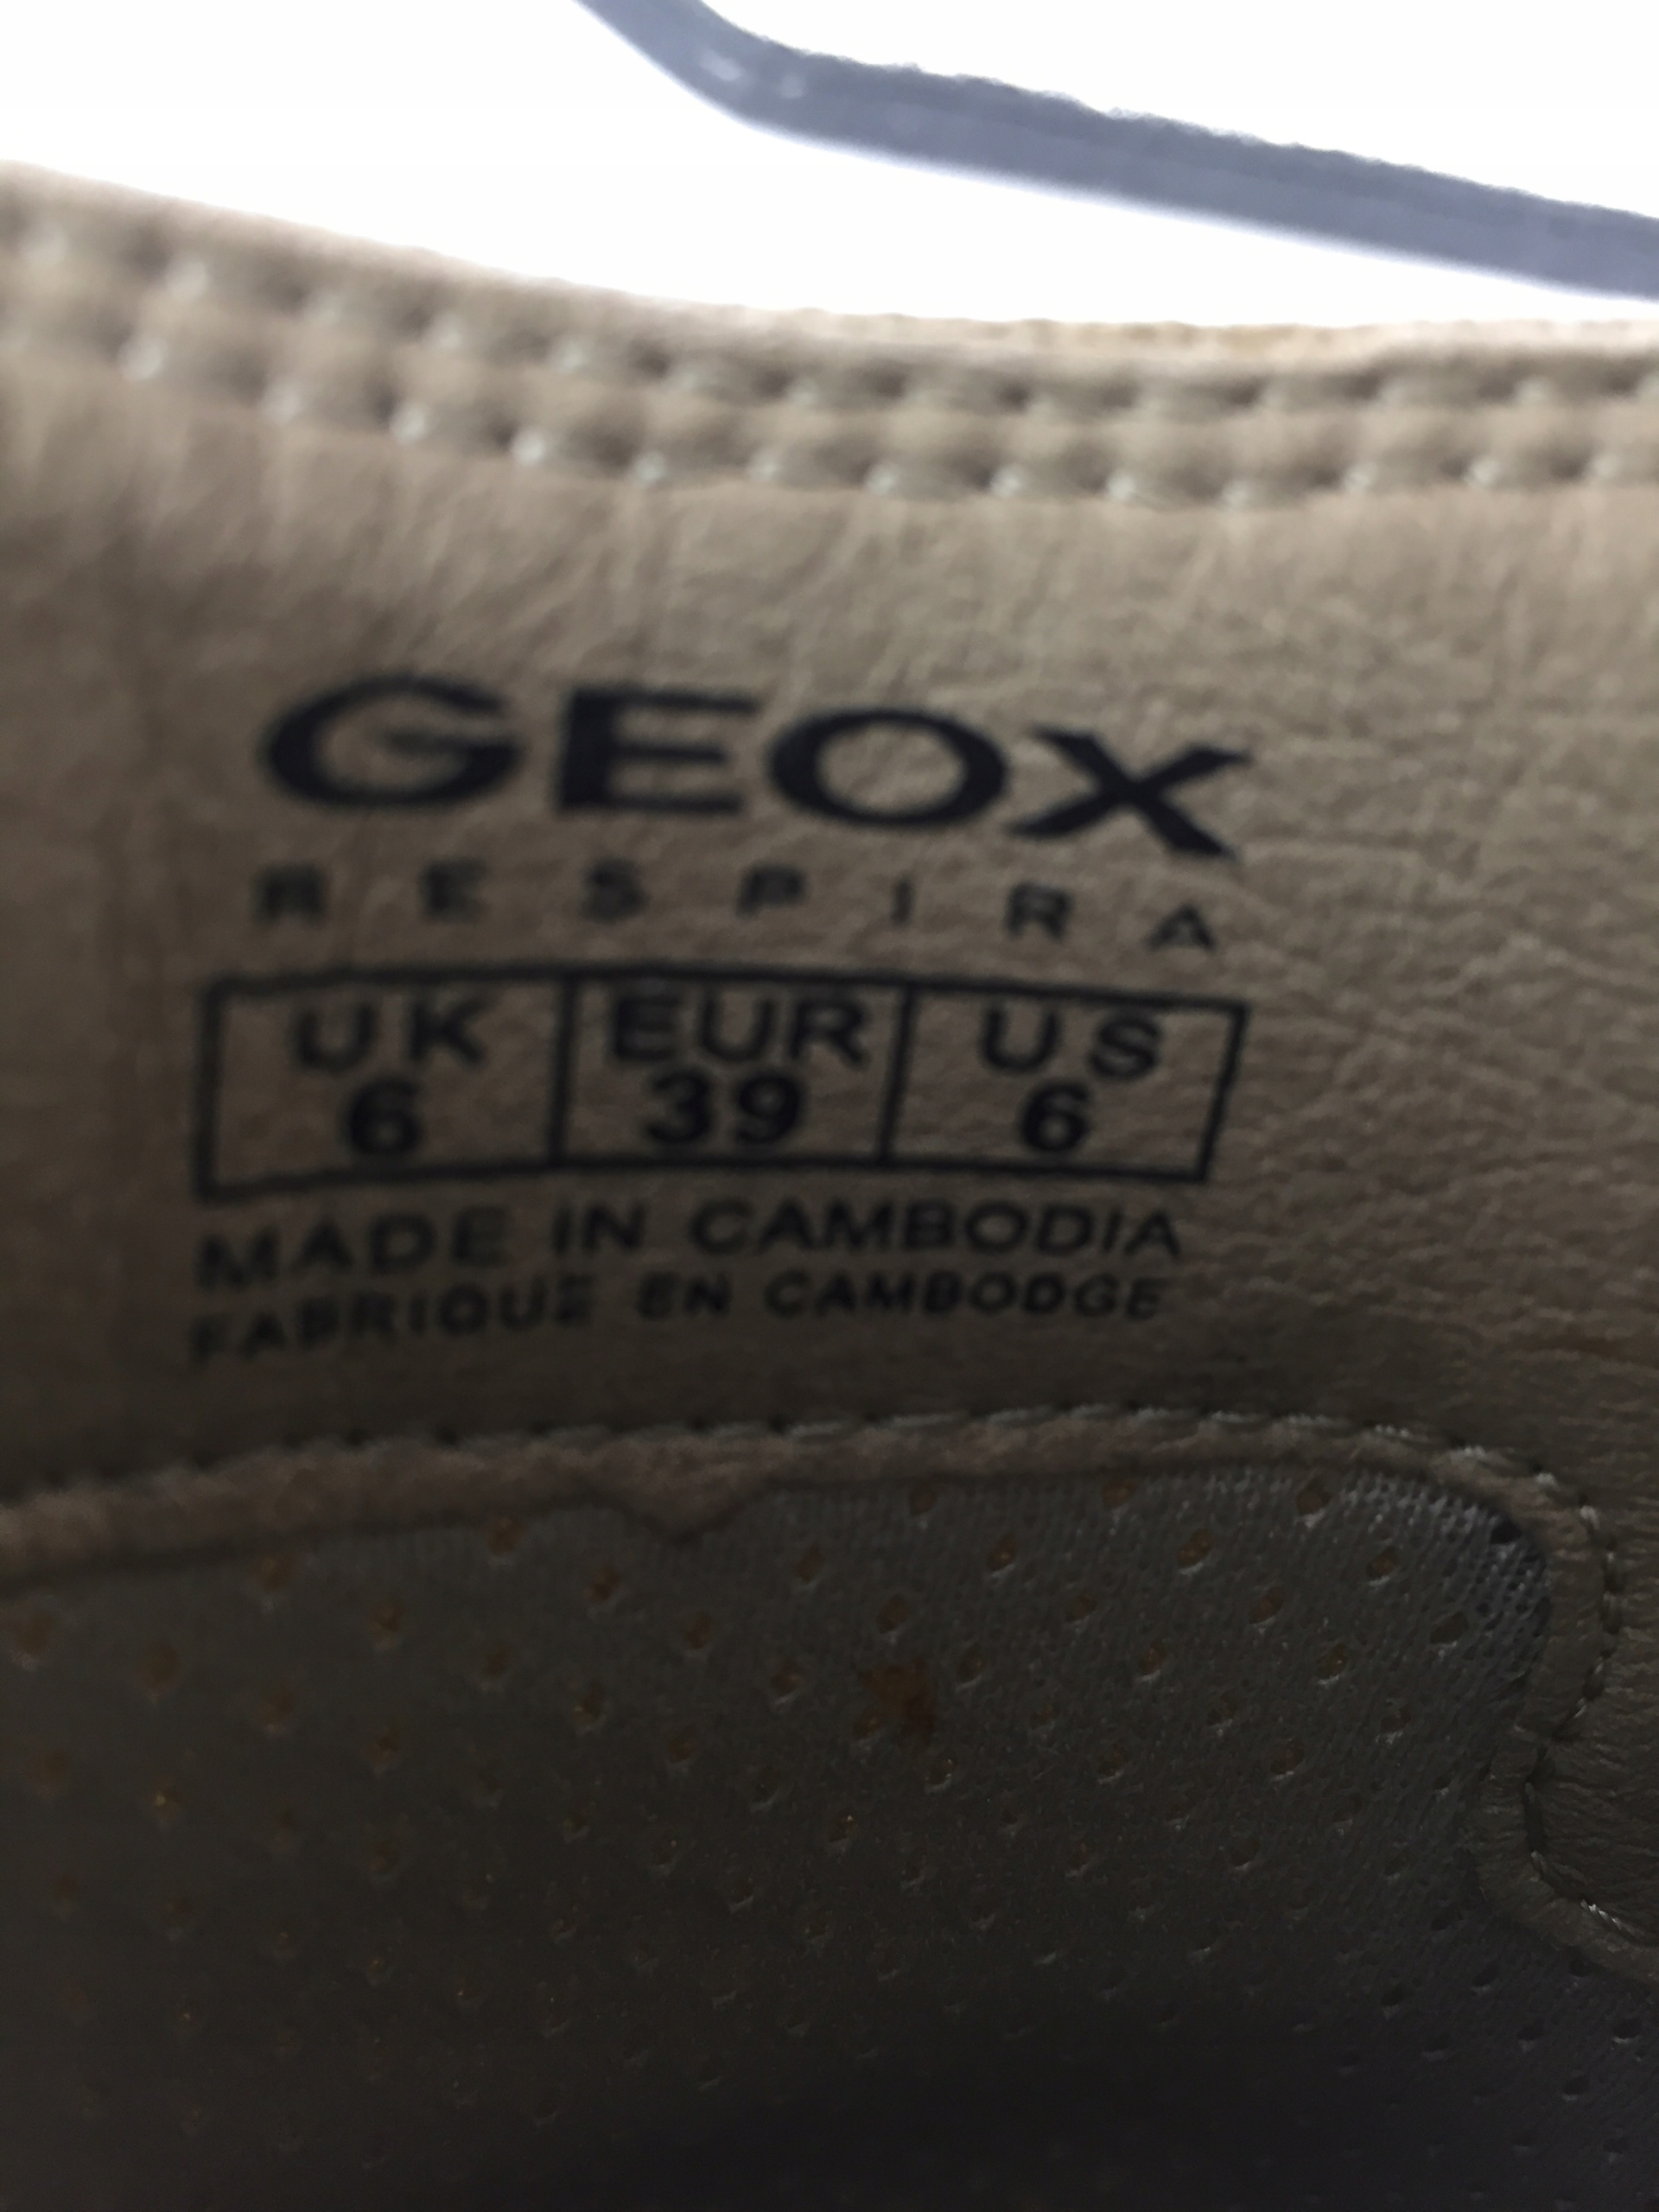 GEOX
RESPIRA
UK EUR US
6 39 6
MADE IN CAMBODIA
FABRIQUE EN CAMBODGE